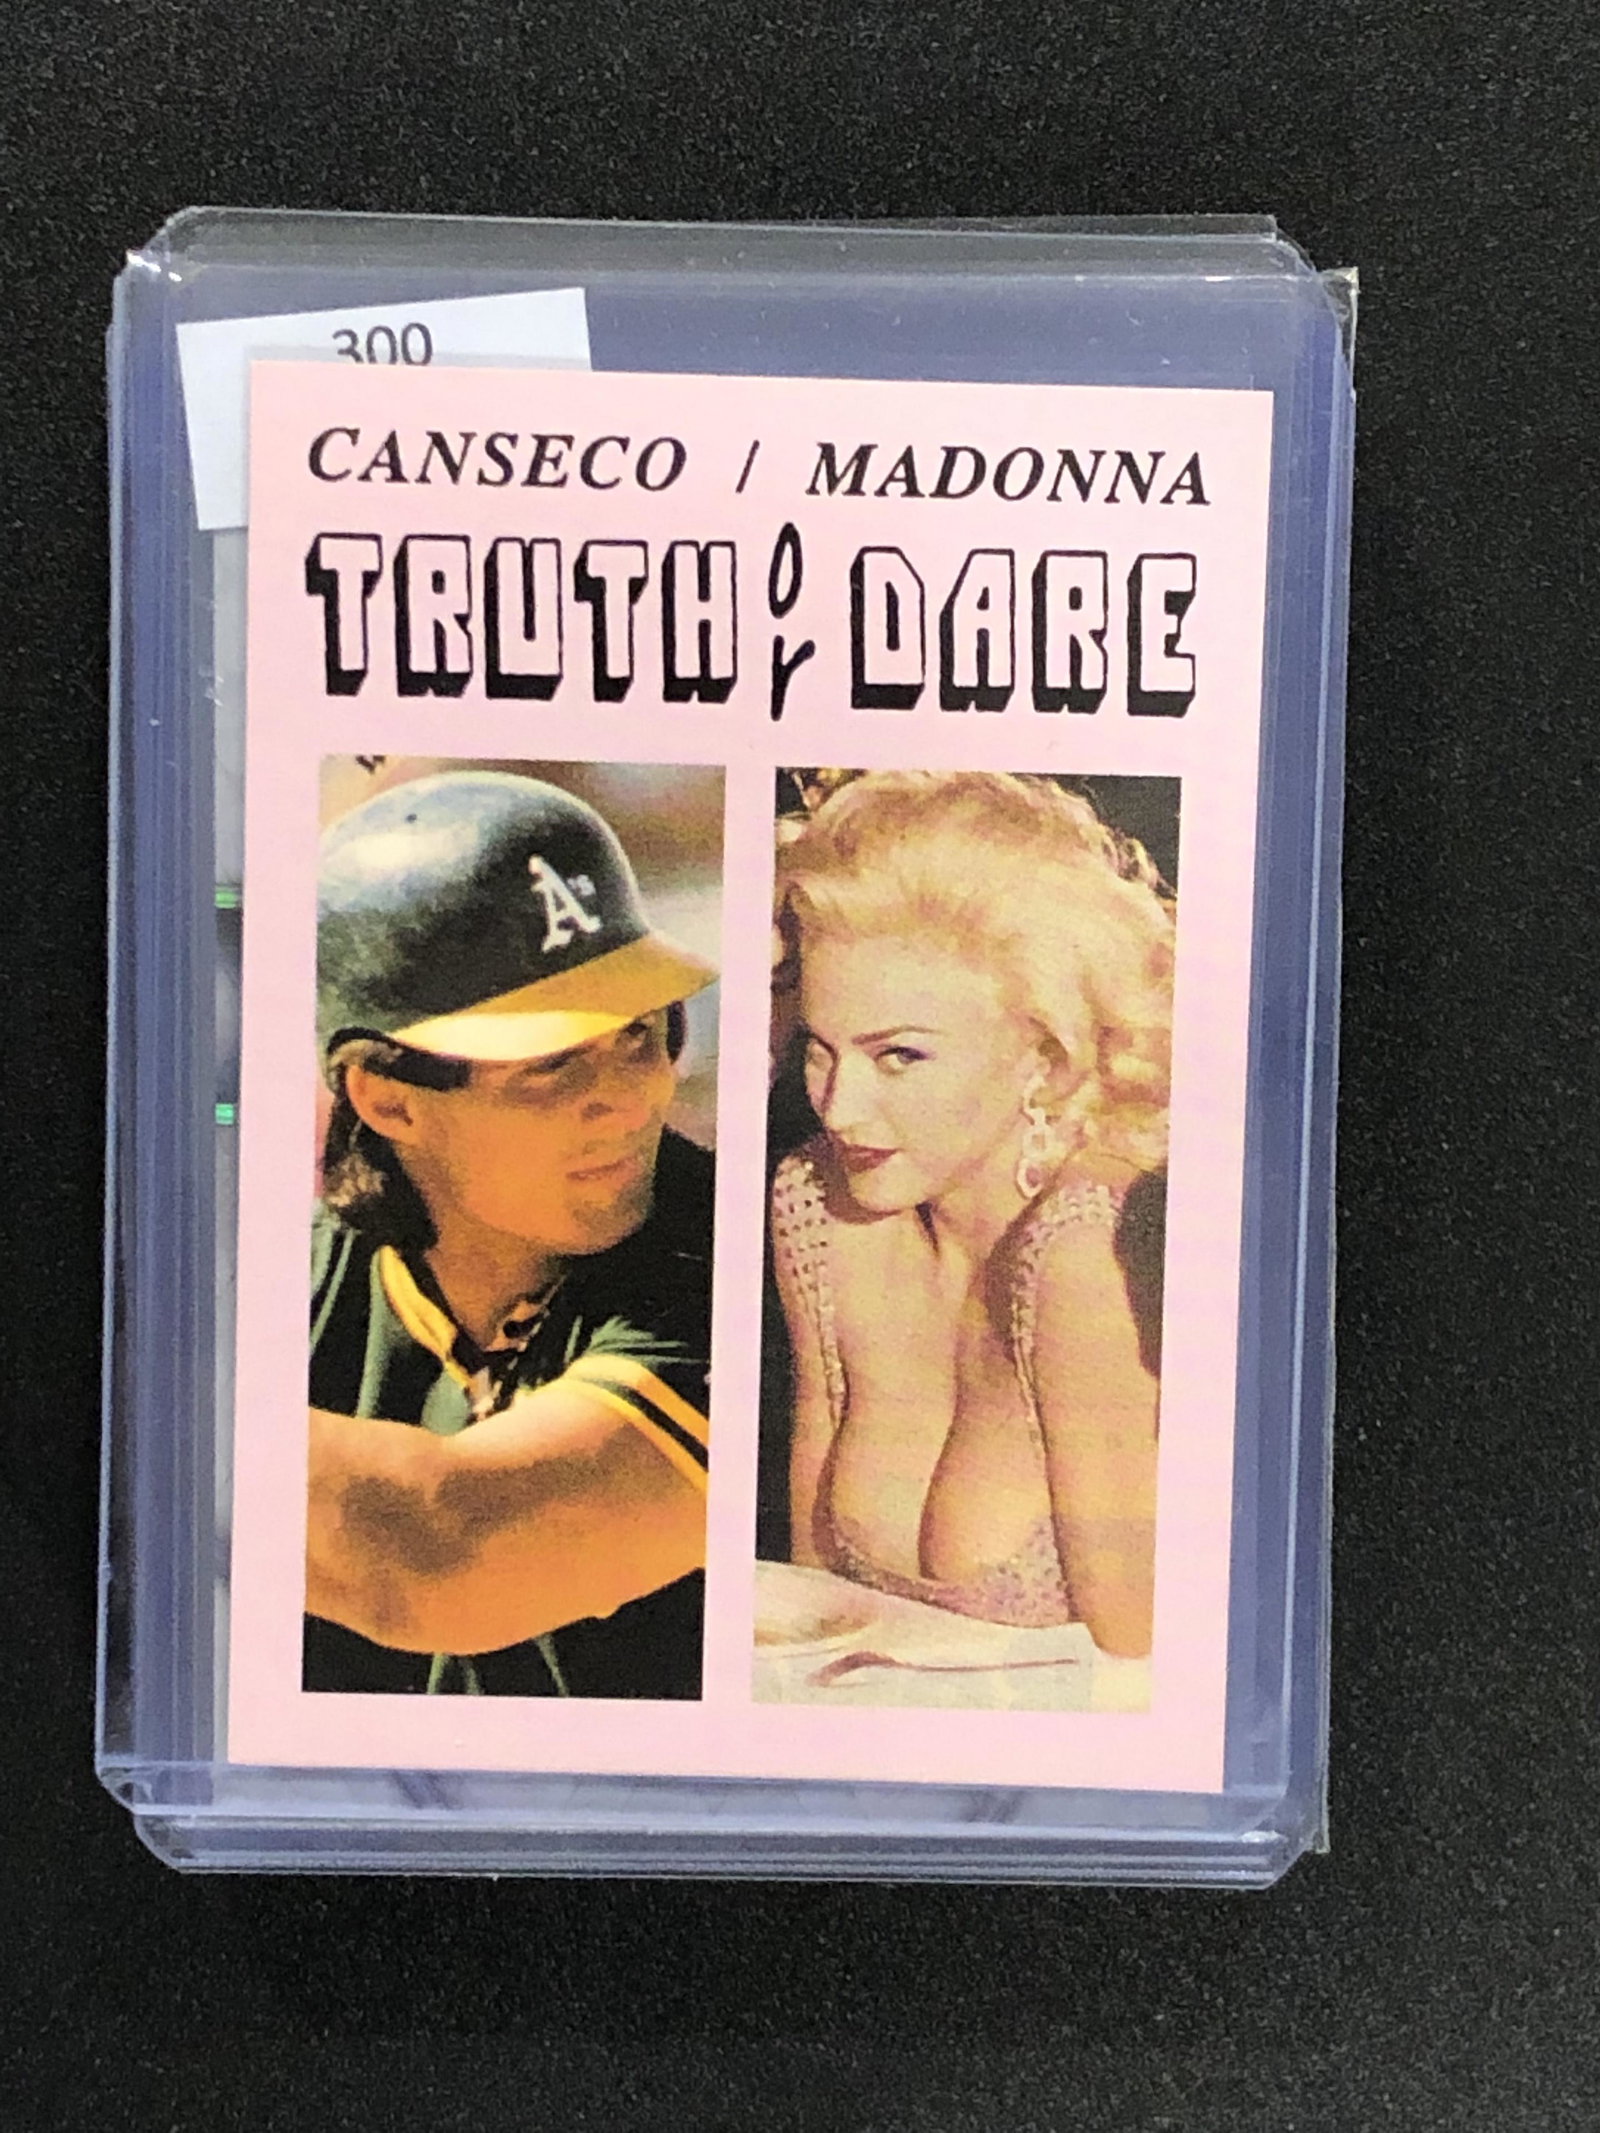 300
CANSECO / MADONNA
TRUTH or DARE
A's